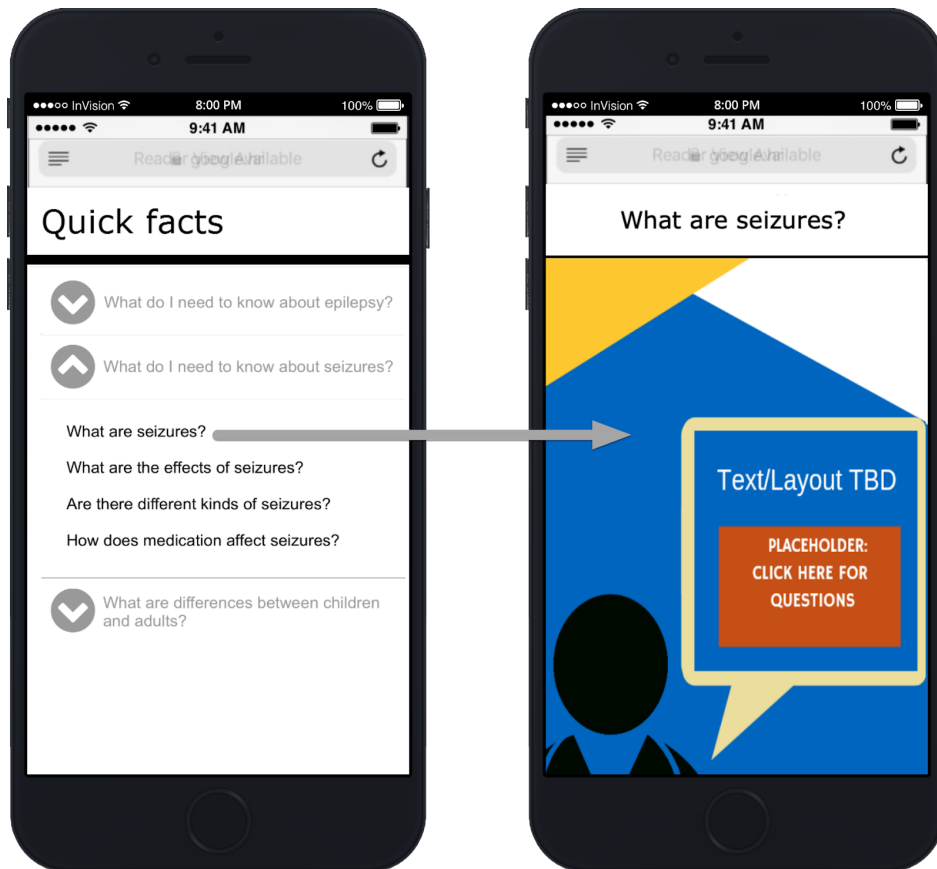 InVision 8:00 PM 100%
9:41 AM
Quick facts
What do I need to know about epilepsy?
What do I need to know about seizures?
What are seizures?
What are the effects of seizures?
Are there different kinds of seizures?
How does medication affect seizures?
What are differences between children
and adults?
InVision 8:00 PM 100%
9:41 AM
What are seizures?
Text/Layout TBD
PLACEHOLDER:
CLICK HERE FOR
QUESTIONS